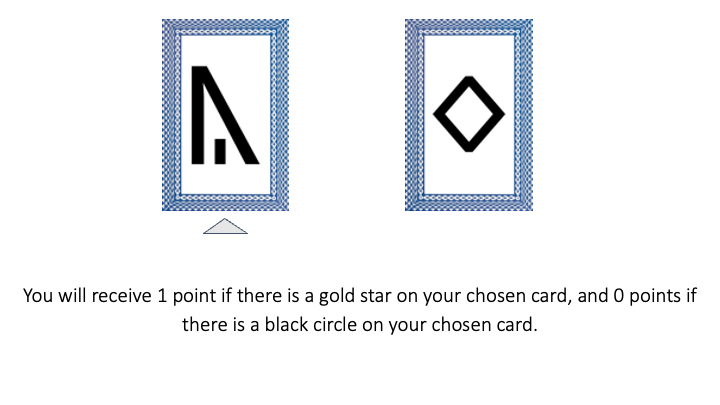 You will receive 1 point if there is a gold star on your chosen card, and 0 points if
there is a black circle on your chosen card.